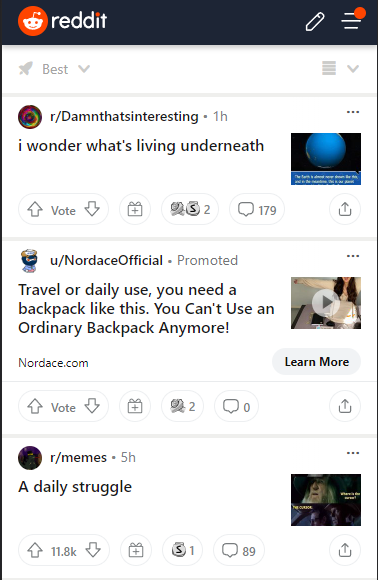 reddit
Best
r/Damnthatsinteresting • 1h
i wonder what's living underneath
The Earth is almost never shown like this,
and in the meantime, this is our planet
Vote
2
179
u/NordaceOfficial • Promoted
Travel or daily use, you need a
backpack like this. You Can't Use an
Ordinary Backpack Anymore!
Nordace.com
Learn More
Vote
2
0
r/memes • 5h
A daily struggle
Where is the
cursor?
THE CURSOR:
11.8k
1
89